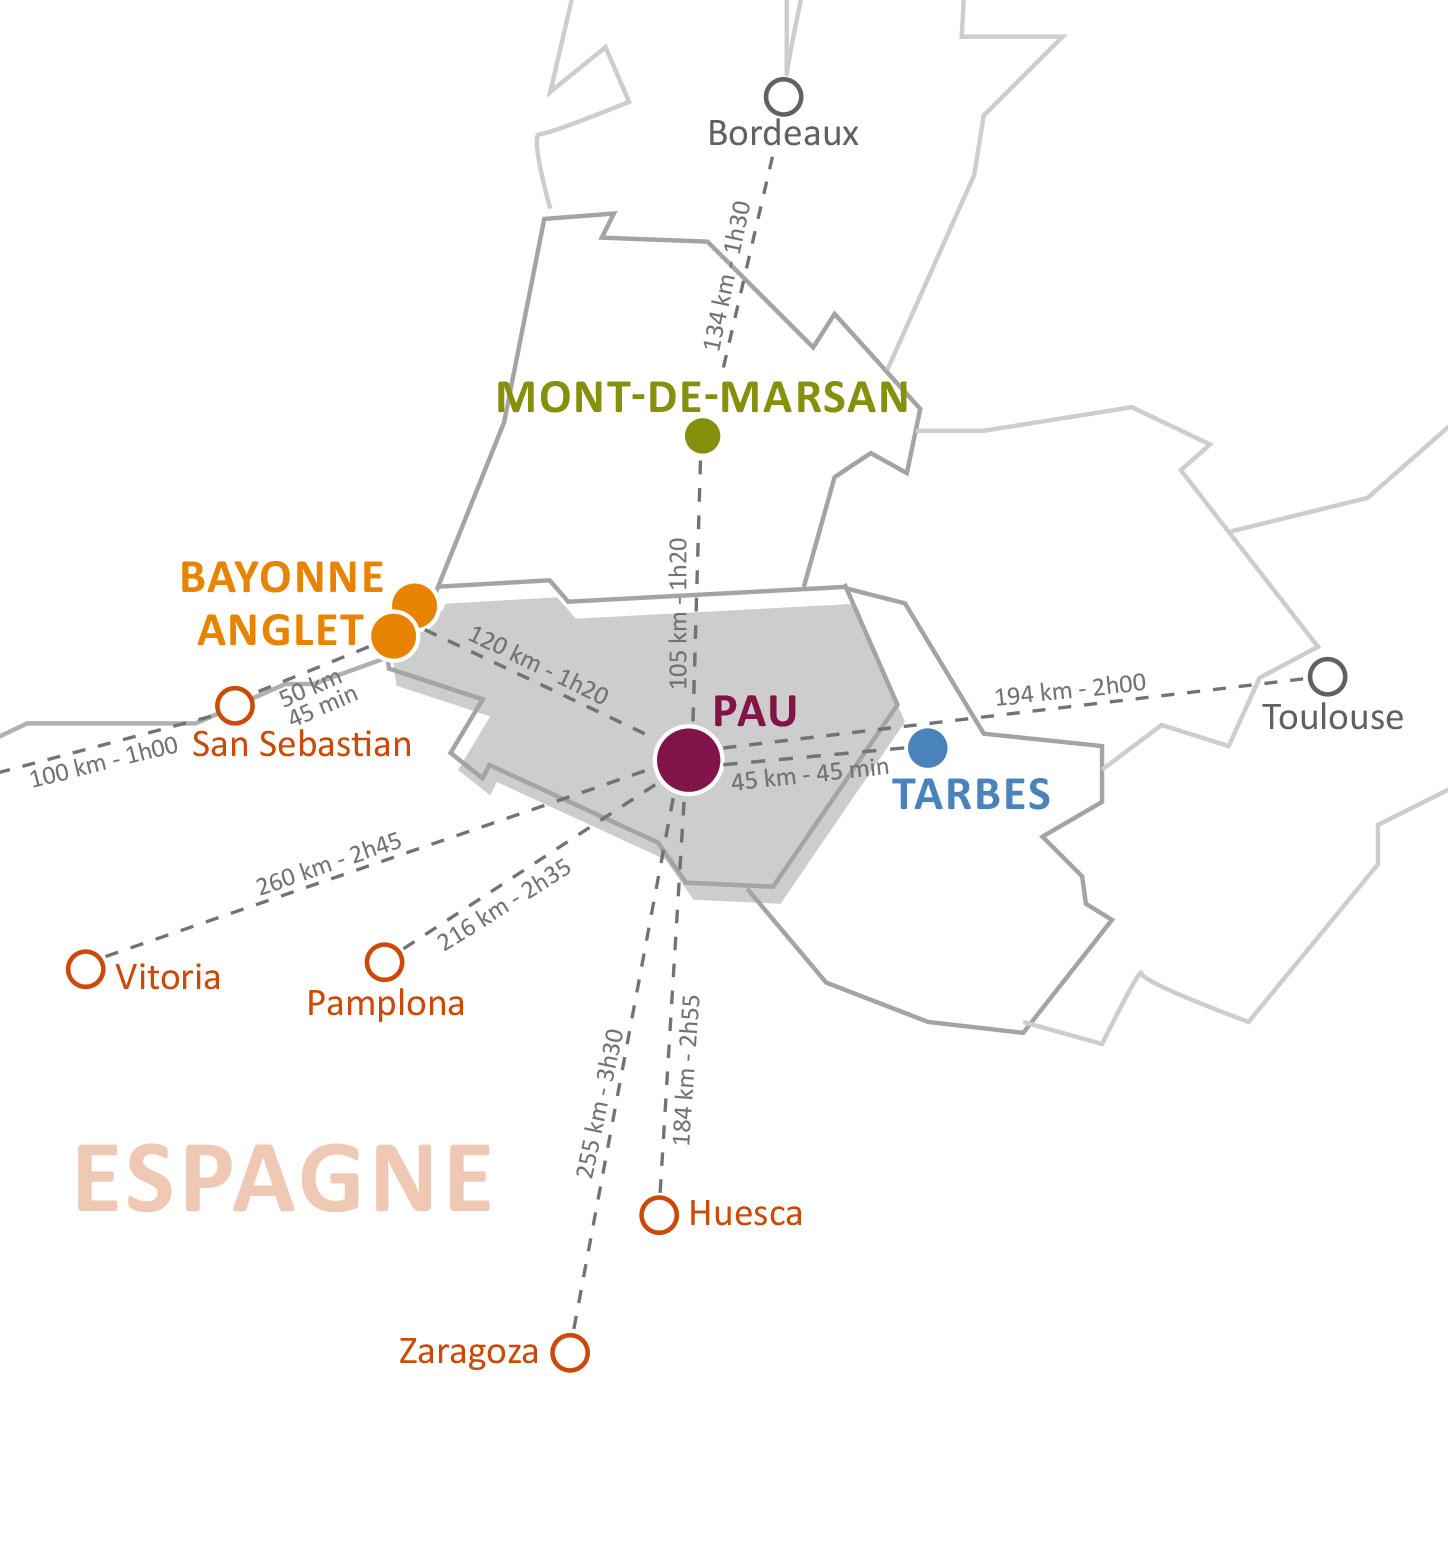 Bordeaux
134 km - 1h30
MONT-DE-MARSAN
105 km - 1h20
BAYONNE
ANGLET
120 km - 1h20
50 km
45 min
San Sebastian
100 km - 1h00
PAU
194 km - 2h00
Toulouse
45 km - 45 min
TARBES
260 km - 2h45
216 km - 2h35
Vitoria
Pamplona
255 km - 3h30
184 km - 2h55
ESPAGNE
Huesca
Zaragoza